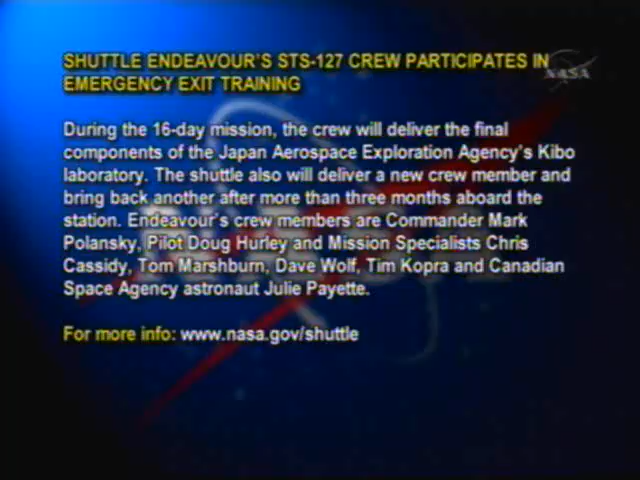 SHUTTLE ENDEAVOUR'S STS-127 CREW PARTICIPATES IN
EMERGENCY EXIT TRAINING
NASA
During the 16-day mission, the crew will deliver the final
components of the Japan Aerospace Exploration Agency's Kibo
laboratory. The shuttle also will deliver a new crew member and
bring back another after more than three months aboard the
station. Endeavour's crew members are Commander Mark
Polansky, Pilot Doug Hurley and Mission Specialists Chris
Cassidy, Tom Marshburn, Dave Wolf, Tim Kopra and Canadian
Space Agency astronaut Julie Payette.
For more info: www.nasa.gov/shuttle